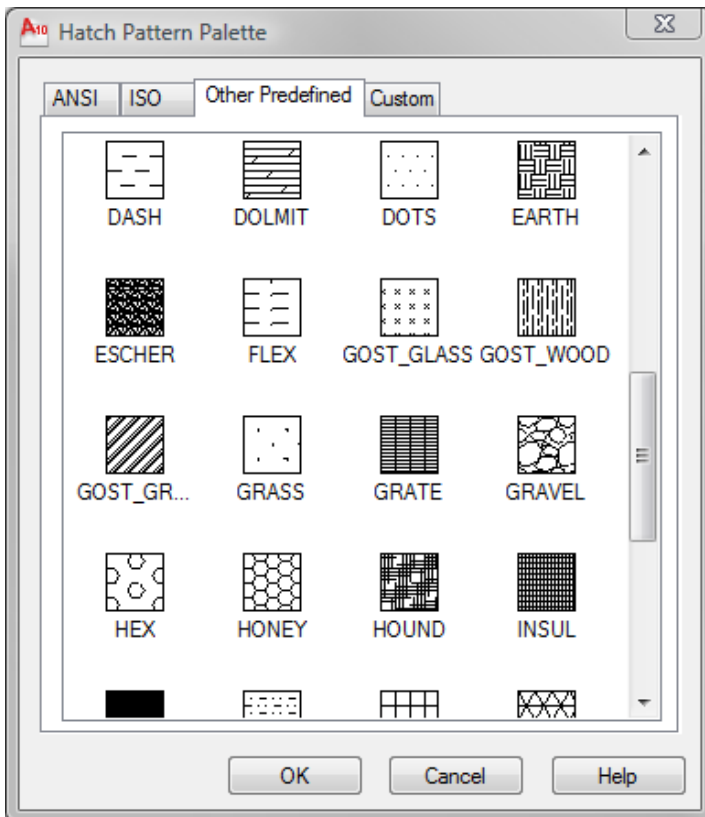 A10 Hatch Pattern Palette
ANSI ISO Other Predefined Custom
DASH DOLMIT DOTS EARTH
ESCHER FLEX GOST_GLASS GOST_WOOD
GOST_GR... GRASS GRATE GRAVEL
HEX HONEY HOUND INSUL
OK Cancel Help